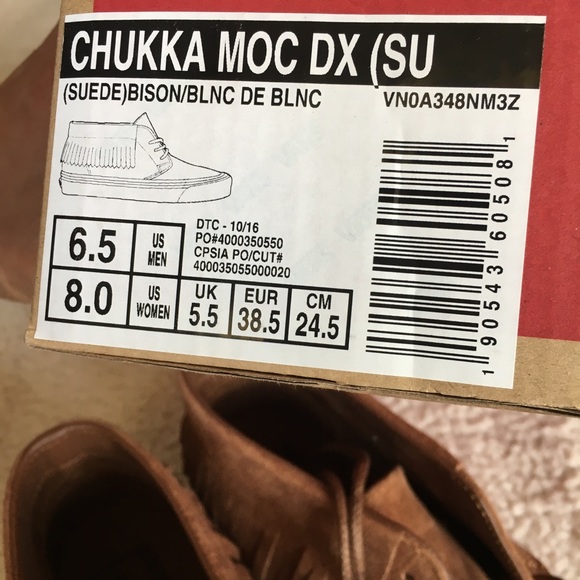 CHUKKA MOC DX (SU
(SUEDE)BISON/BLNC DE BLNC
VN0A348NM3Z
DTC - 10/16
PO#4000350550
CPSIA PO/CUT#
400035055000020
6.5 US MEN
8.0 US WOMEN
UK 5.5
EUR 38.5
CM 24.5
1 90543 60508 1